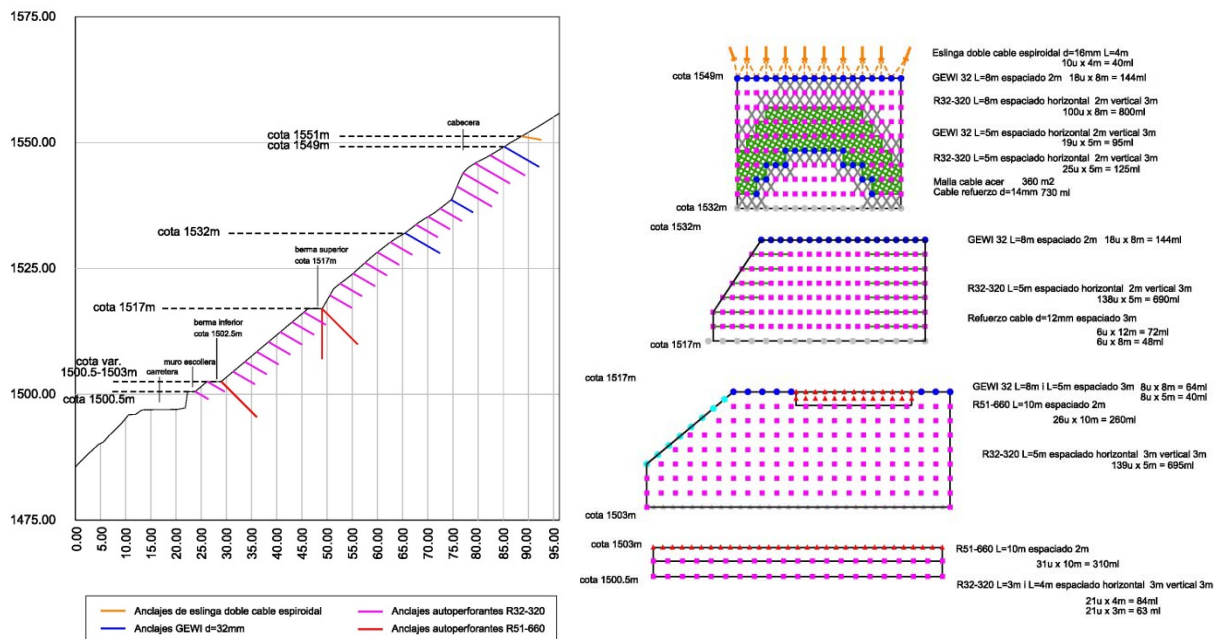 1575.00
1550.00
1525.00
1500.00
1475.00
cota 1551m
cota 1549m
cabecera
cota 1532m
berma superior
cota 1517m
cota 1517m
berma inferior
cota 1502.5m
cota var.
1500.5-1503m
muro escollera
carretera
cota 1500.5m
0.00
5.00
10.00
15.00
20.00
25.00
30.00
35.00
40.00
45.00
50.00
55.00
60.00
65.00
70.00
75.00
80.00
85.00
90.00
95.00
Anclajes de eslinga doble cable espiroidal
Anclajes GEWI d=32mm
Anclajes autoperforantes R32-320
Anclajes autoperforantes R51-660
Eslinga doble cable espiroidal d=16mm L=4m
10u x 4m = 40ml
cota 1549m
GEWI 32 L=8m espaciado 2m 18u x 8m = 144ml
R32-320 L=8m espaciado horizontal 2m vertical 3m
100u x 8m = 800ml
GEWI 32 L=5m espaciado horizontal 2m vertical 3m
19u x 5m = 95ml
R32-320 L=5m espaciado horizontal 2m vertical 3m
25u x 5m = 125ml
Malla cable acer 360 m2
Cable refuerzo d=14mm 730 ml
cota 1532m
cota 1532m
GEWI 32 L=8m espaciado 2m 18u x 8m = 144ml
R32-320 L=5m espaciado horizontal 2m vertical 3m
138u x 5m = 690ml
Refuerzo cable d=12mm espaciado 3m
6u x 12m = 72ml
6u x 8m = 48ml
cota 1517m
cota 1517m
GEWI 32 L=8m i L=5m espaciado 3m 8u x 8m = 64ml
8u x 5m = 40ml
R51-660 L=10m espaciado 2m
26u x 10m = 260ml
R32-320 L=5m espaciado horizontal 3m vertical 3m
139u x 5m = 695ml
cota 1503m
cota 1503m
R51-660 L=10m espaciado 2m
31u x 10m = 310ml
cota 1500.5m
R32-320 L=3m i L=4m espaciado horizontal 3m vertical 3m
21u x 4m = 84ml
21u x 3m = 63 ml